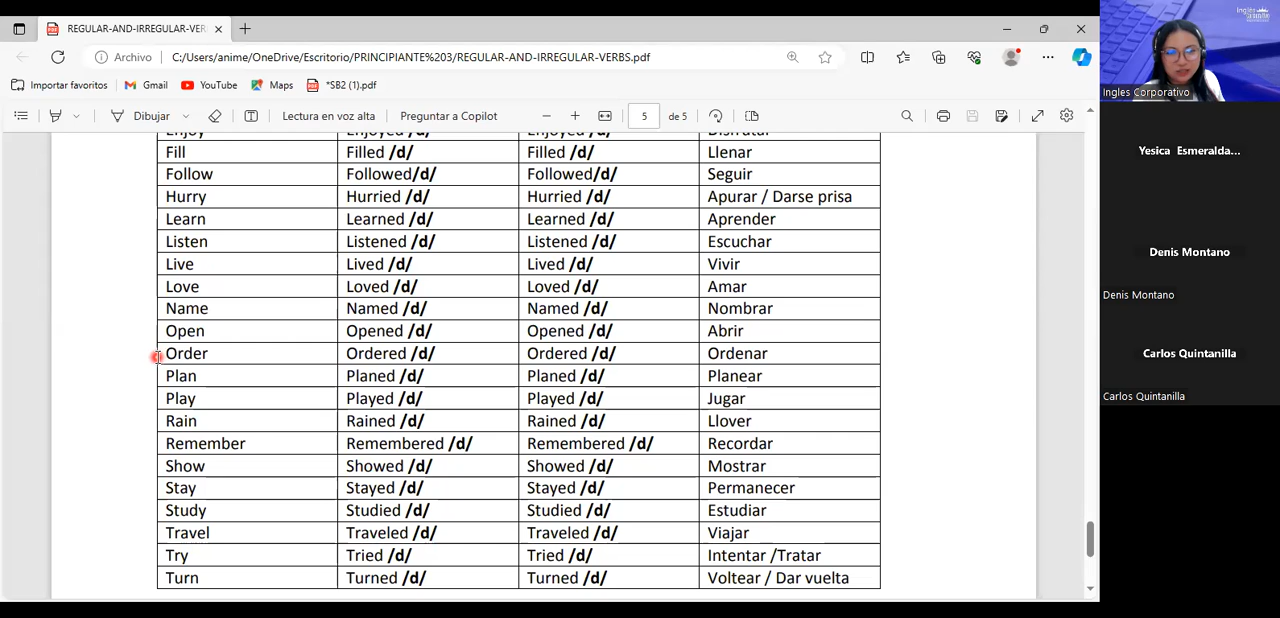 REGULAR-AND-IRREGULAR-VER
Archivo C:/Users/anime/OneDrive/Escritorio/PRINCIPIANTE%203/REGULAR-AND-IRREGULAR-VERBS.pdf
Importar favoritos Gmail YouTube Maps *SB2 (1).pdf
Dibujar Lectura en voz alta Preguntar a Copilot 5 de 5
Enjoy Enjoyed /d/ Enjoyed /d/ Disfrutar
Fill Filled /d/ Filled /d/ Llenar
Follow Followed/d/ Followed/d/ Seguir
Hurry Hurried /d/ Hurried /d/ Apurar / Darse prisa
Learn Learned /d/ Learned /d/ Aprender
Listen Listened /d/ Listened /d/ Escuchar
Live Lived /d/ Lived /d/ Vivir
Love Loved /d/ Loved /d/ Amar
Name Named /d/ Named /d/ Nombrar
Open Opened /d/ Opened /d/ Abrir
Order Ordered /d/ Ordered /d/ Ordenar
Plan Planed /d/ Planed /d/ Planear
Play Played /d/ Played /d/ Jugar
Rain Rained /d/ Rained /d/ Llover
Remember Remembered /d/ Remembered /d/ Recordar
Show Showed /d/ Showed /d/ Mostrar
Stay Stayed /d/ Stayed /d/ Permanecer
Study Studied /d/ Studied /d/ Estudiar
Travel Traveled /d/ Traveled /d/ Viajar
Try Tried /d/ Tried /d/ Intentar /Tratar
Turn Turned /d/ Turned /d/ Voltear / Dar vuelta
Ingles Corporativo
Yesica Esmeralda...
Denis Montano
Denis Montano
Carlos Quintanilla
Carlos Quintanilla